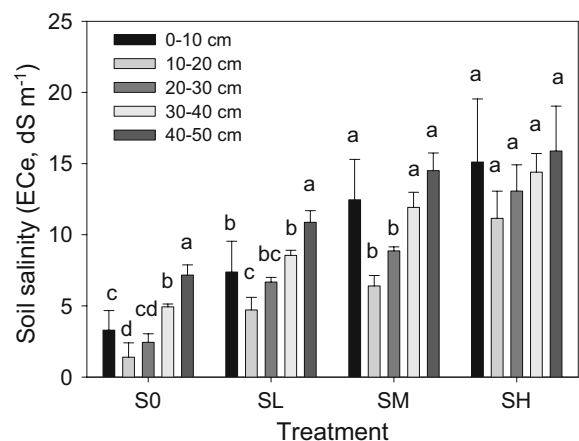 25
20
15
10
5
0
Soil salinity (ECe, dS m⁻¹)
0-10 cm
10-20 cm
20-30 cm
30-40 cm
40-50 cm
c d cd b a
b c bc b a
a b b a a
a a a a a
S0 SL SM SH
Treatment